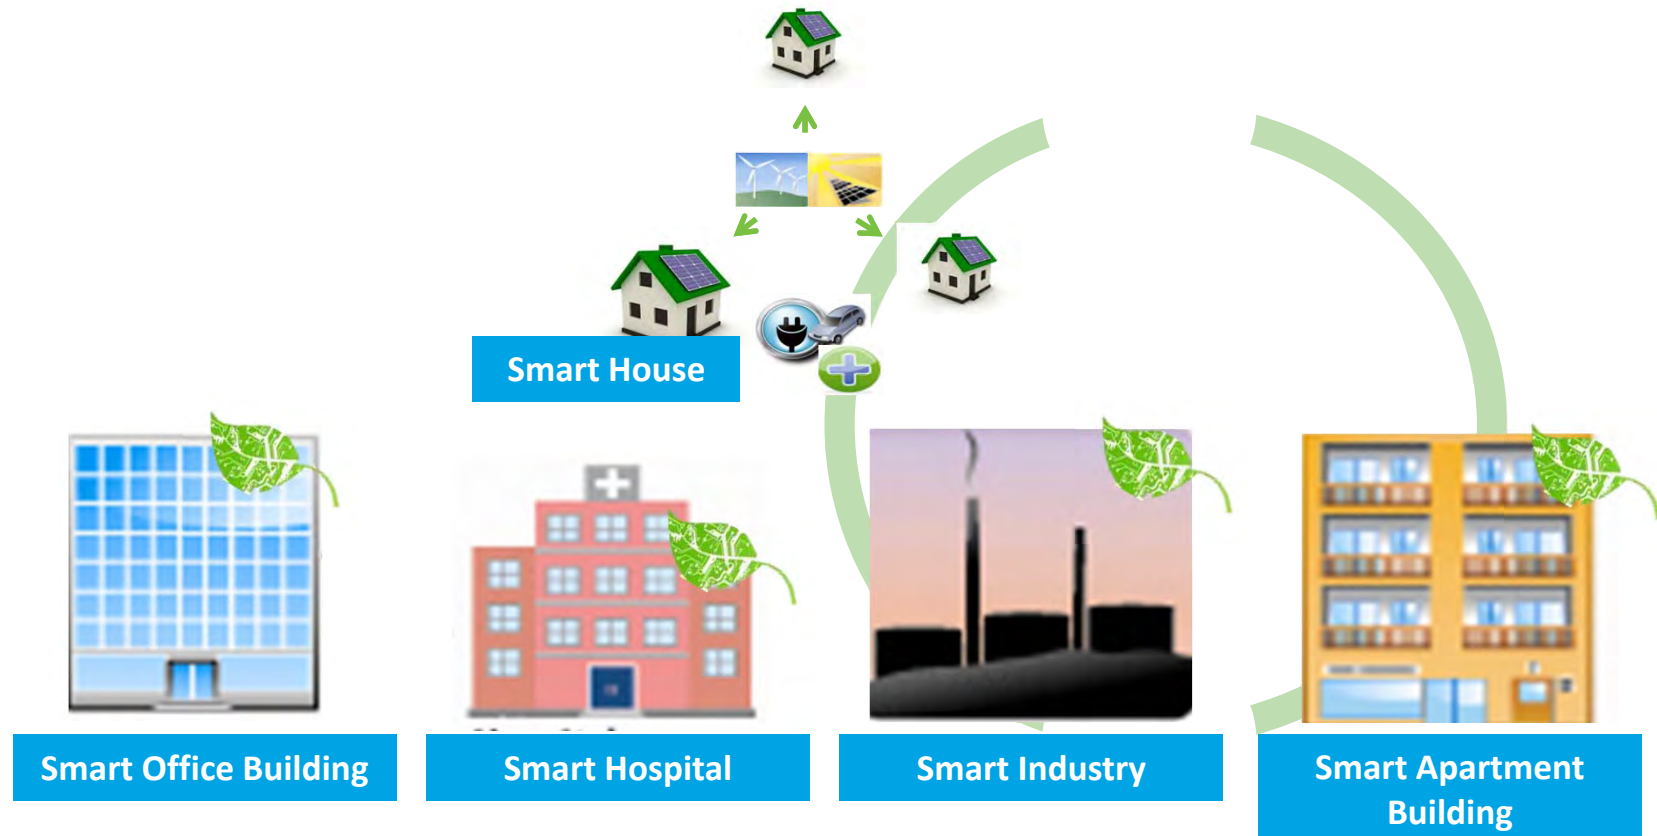 Smart House
Smart Office Building
Smart Hospital
Smart Industry
Smart Apartment
Building